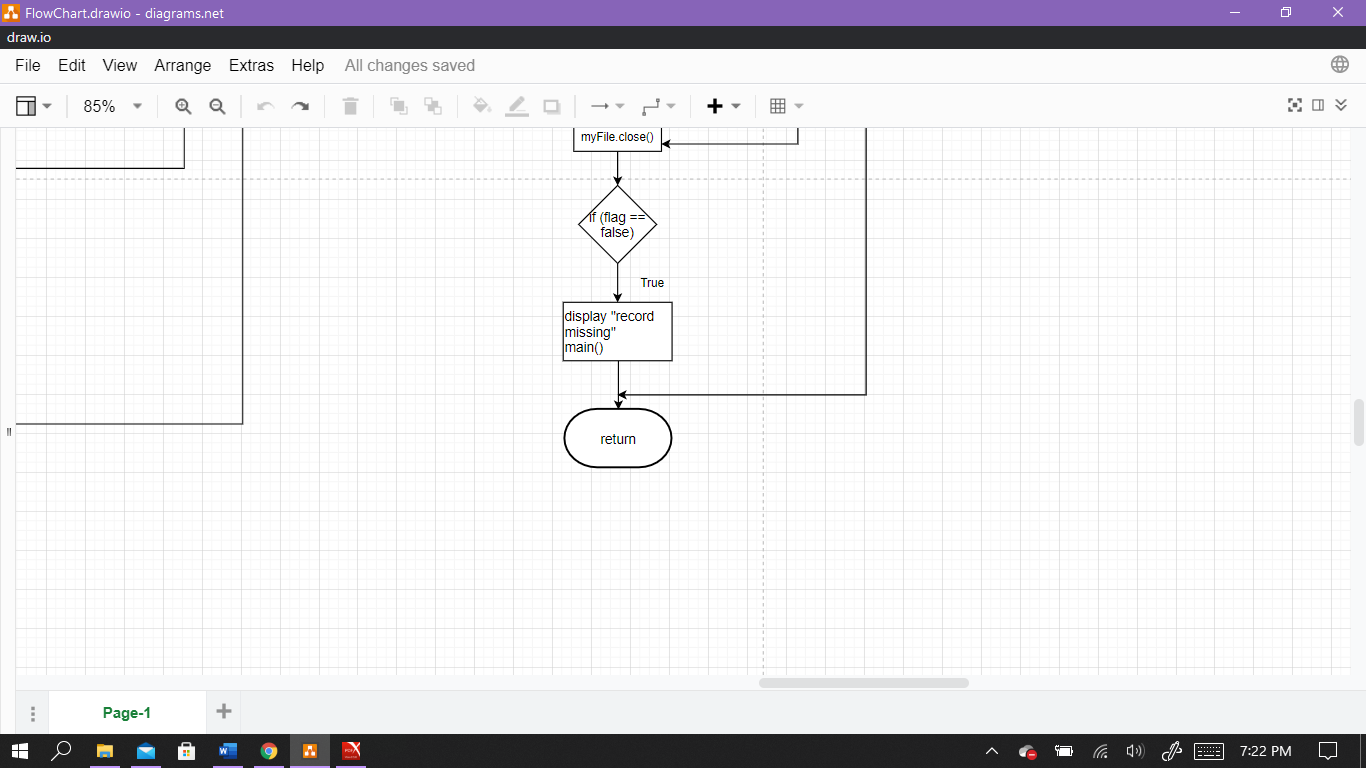 FlowChart.drawio - diagrams.net
draw.io
File Edit View Arrange Extras Help All changes saved
85%
myFile.close()
if (flag ==
false)
True
display "record
missing"
main()
return
Page-1
7:22 PM